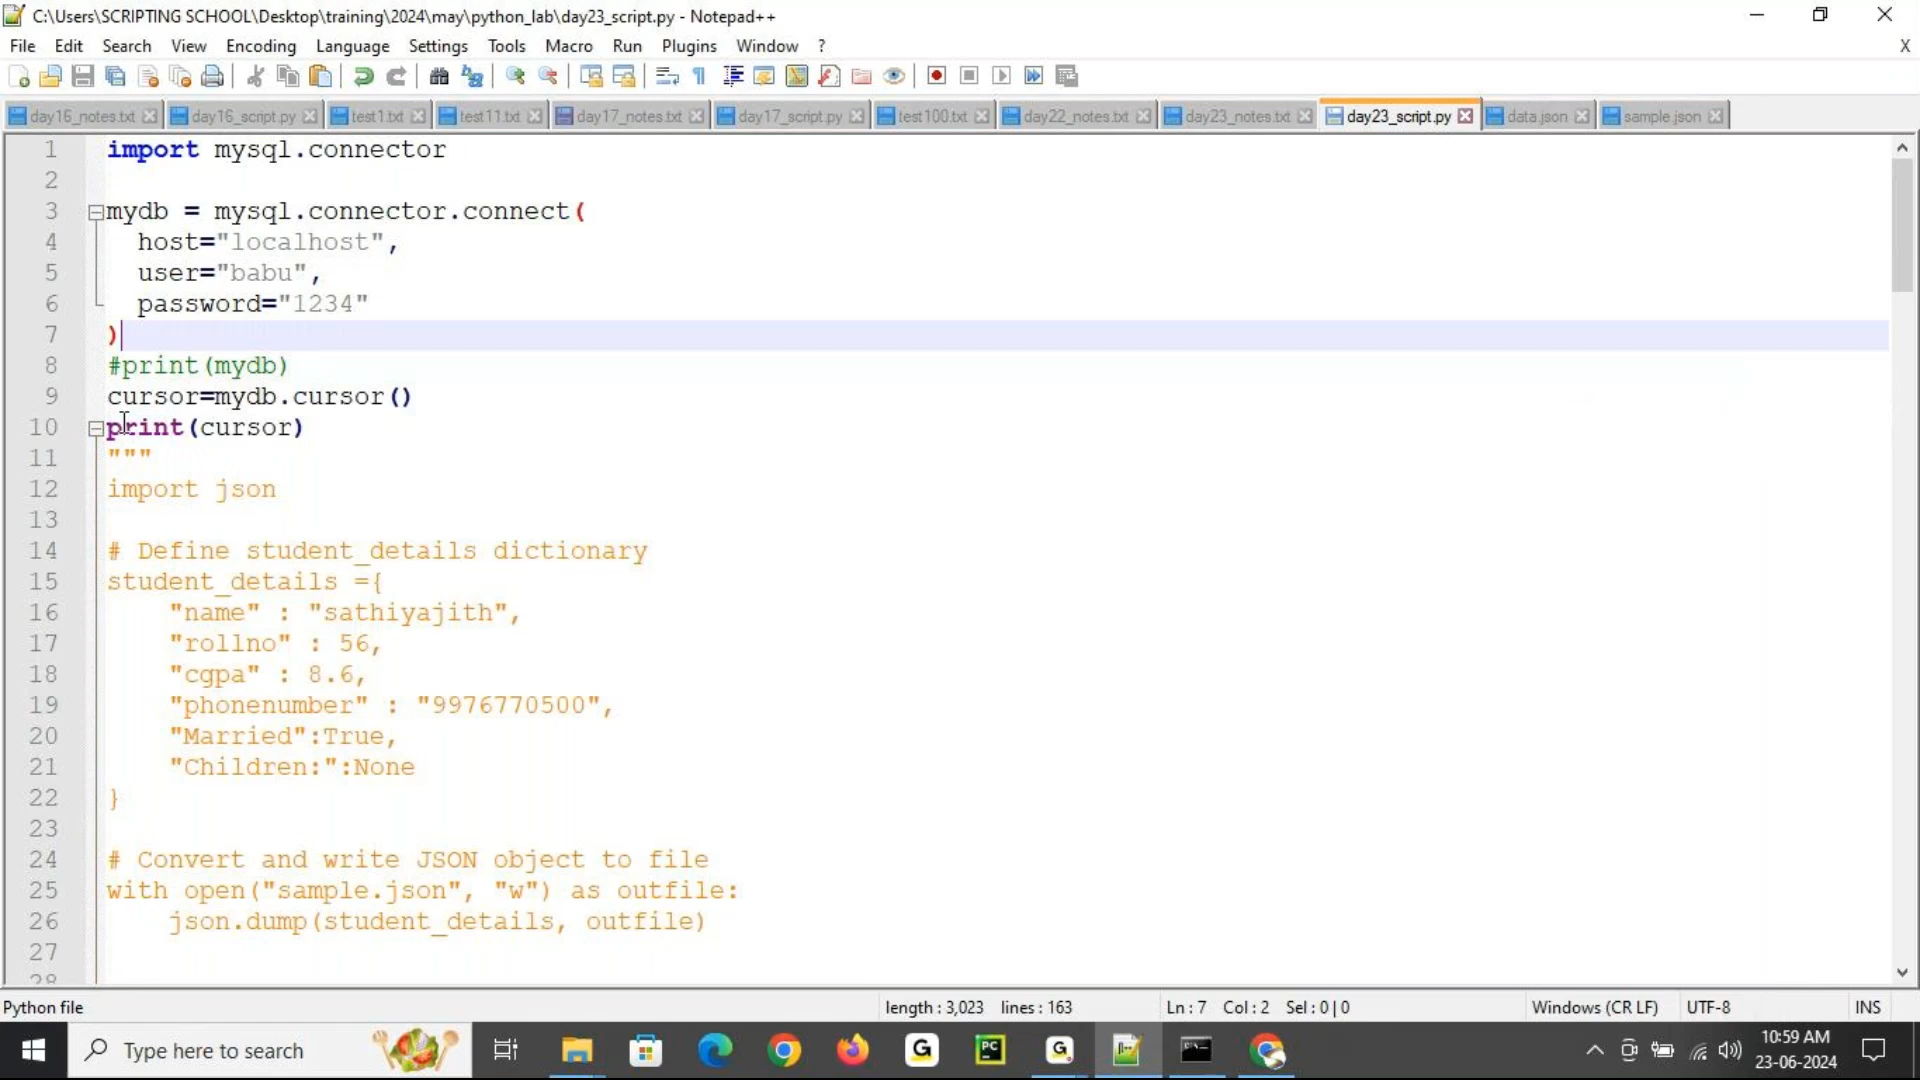 C:\Users\SCRIPTING SCHOOL\Desktop\training\2024\may\python_lab\day23_script.py - Notepad++
File Edit Search View Encoding Language Settings Tools Macro Run Plugins Window ? X
day16_notes.txt day16_script.py test1.txt test11.txt day17_notes.txt day17_script.py test100.txt day22_notes.txt day23_notes.txt day23_script.py data.json sample.json
1 import mysql.connector
2
3 mydb = mysql.connector.connect(
4 host="localhost",
5 user="babu",
6 password="1234"
7 )
8 #print(mydb)
9 cursor=mydb.cursor()
10 print(cursor)
11 """
12 import json
13
14 # Define student_details dictionary
15 student_details ={
16 "name" : "sathiyajith",
17 "rollno" : 56,
18 "cgpa" : 8.6,
19 "phonenumber" : "9976770500",
20 "Married":True,
21 "Children:":None
22 }
23
24 # Convert and write JSON object to file
25 with open("sample.json", "w") as outfile:
26 json.dump(student_details, outfile)
27
28
Python file length : 3,023 lines : 163 Ln : 7 Col : 2 Sel : 0 | 0 Windows (CR LF) UTF-8 INS
Type here to search
10:59 AM
23-06-2024